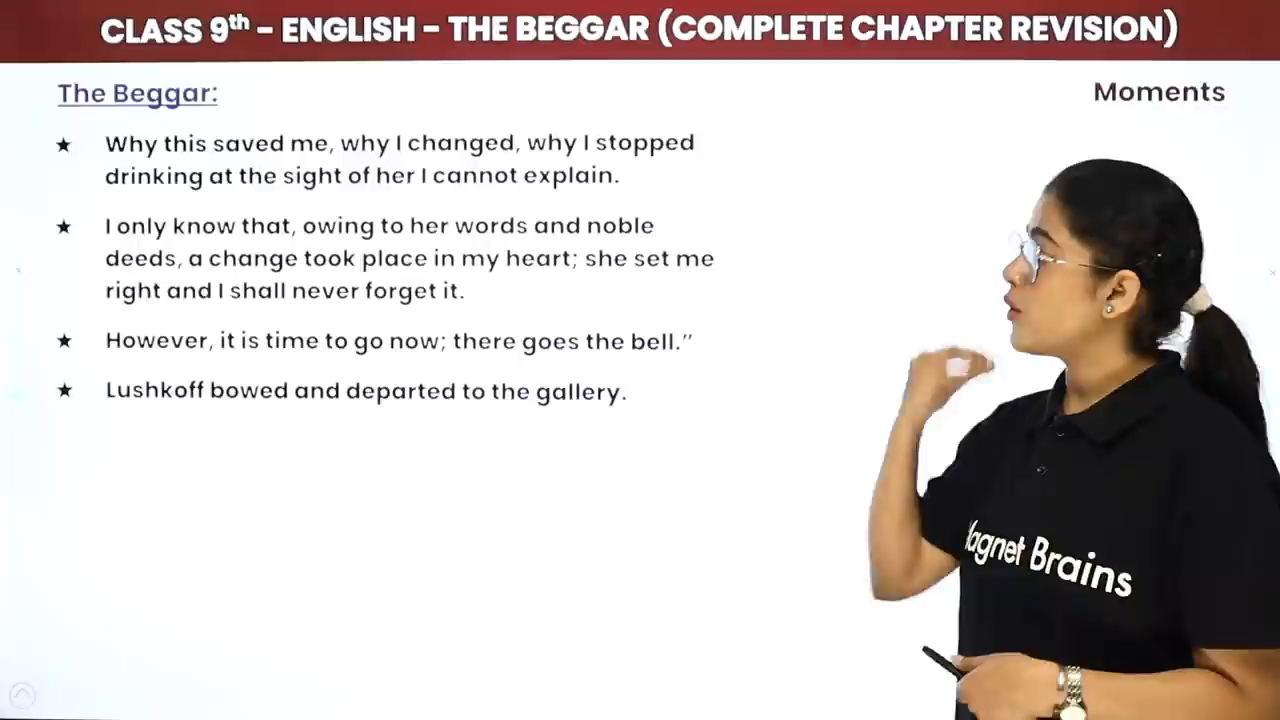 CLASS 9th – ENGLISH – THE BEGGAR (COMPLETE CHAPTER REVISION)
The Beggar:
Moments
★ Why this saved me, why I changed, why I stopped
drinking at the sight of her I cannot explain.
★ I only know that, owing to her words and noble
deeds, a change took place in my heart; she set me
right and I shall never forget it.
★ However, it is time to go now; there goes the bell.”
★ Lushkoff bowed and departed to the gallery.
Magnet Brains